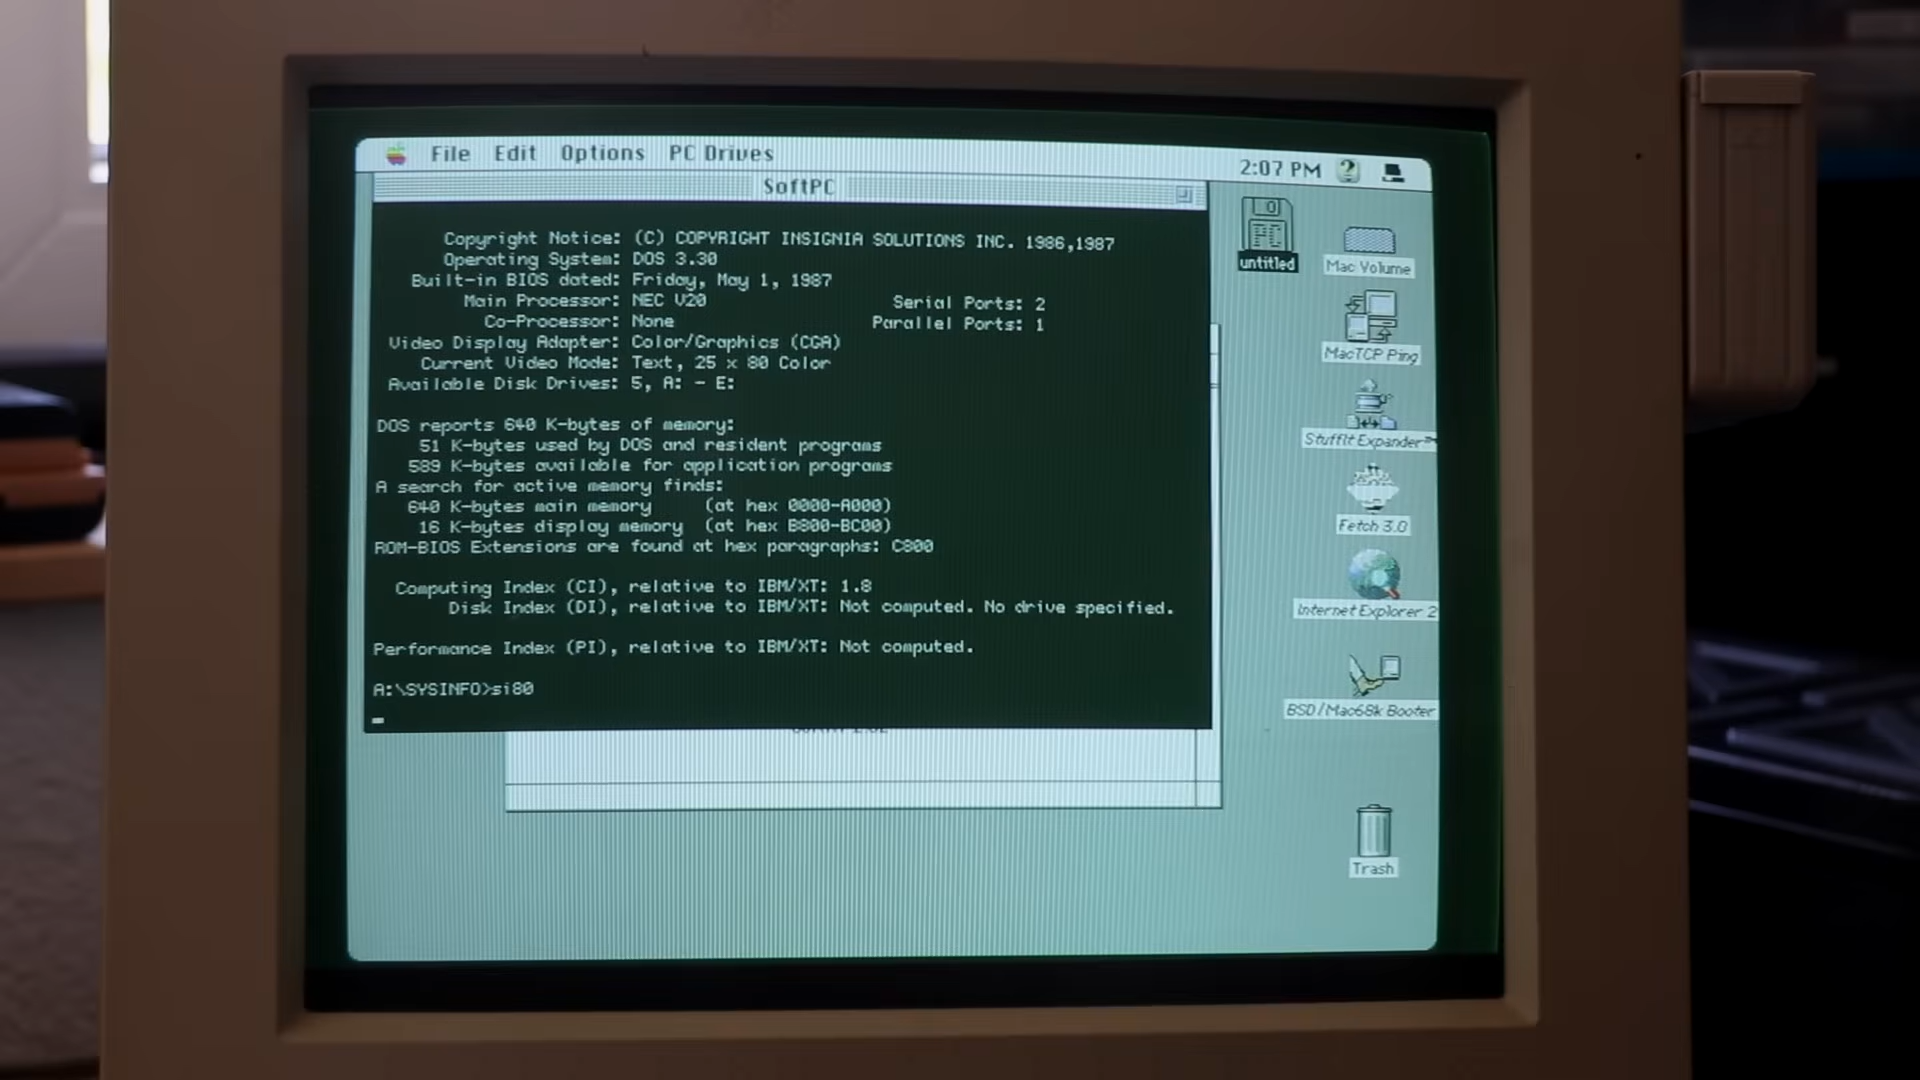 File Edit Options PC Drives
2:07 PM
SoftPC
Copyright Notice: (C) COPYRIGHT INSIGNIA SOLUTIONS INC. 1986,1987
Operating System: DOS 3.30
Built-in BIOS dated: Friday, May 1, 1987
Main Processor: NEC V20 Serial Ports: 2
Co-Processor: None Parallel Ports: 1
Video Display Adapter: Color/Graphics (CGA)
Current Video Mode: Text, 25 x 80 Color
Available Disk Drives: 5, A: - E:
DOS reports 640 K-bytes of memory:
51 K-bytes used by DOS and resident programs
589 K-bytes available for application programs
A search for active memory finds:
640 K-bytes main memory (at hex 0000-A000)
16 K-bytes display memory (at hex B800-BC00)
ROM-BIOS Extensions are found at hex paragraphs: C800
Computing Index (CI), relative to IBM/XT: 1.8
Disk Index (DI), relative to IBM/XT: Not computed. No drive specified.
Performance Index (PI), relative to IBM/XT: Not computed.
A:\SYSINFO>si80
PC
untitled
Mac Volume
MacTCP Ping
StuffIt Expander™
Fetch 3.0
Internet Explorer 2
BSD/Mac68k Booter
Trash